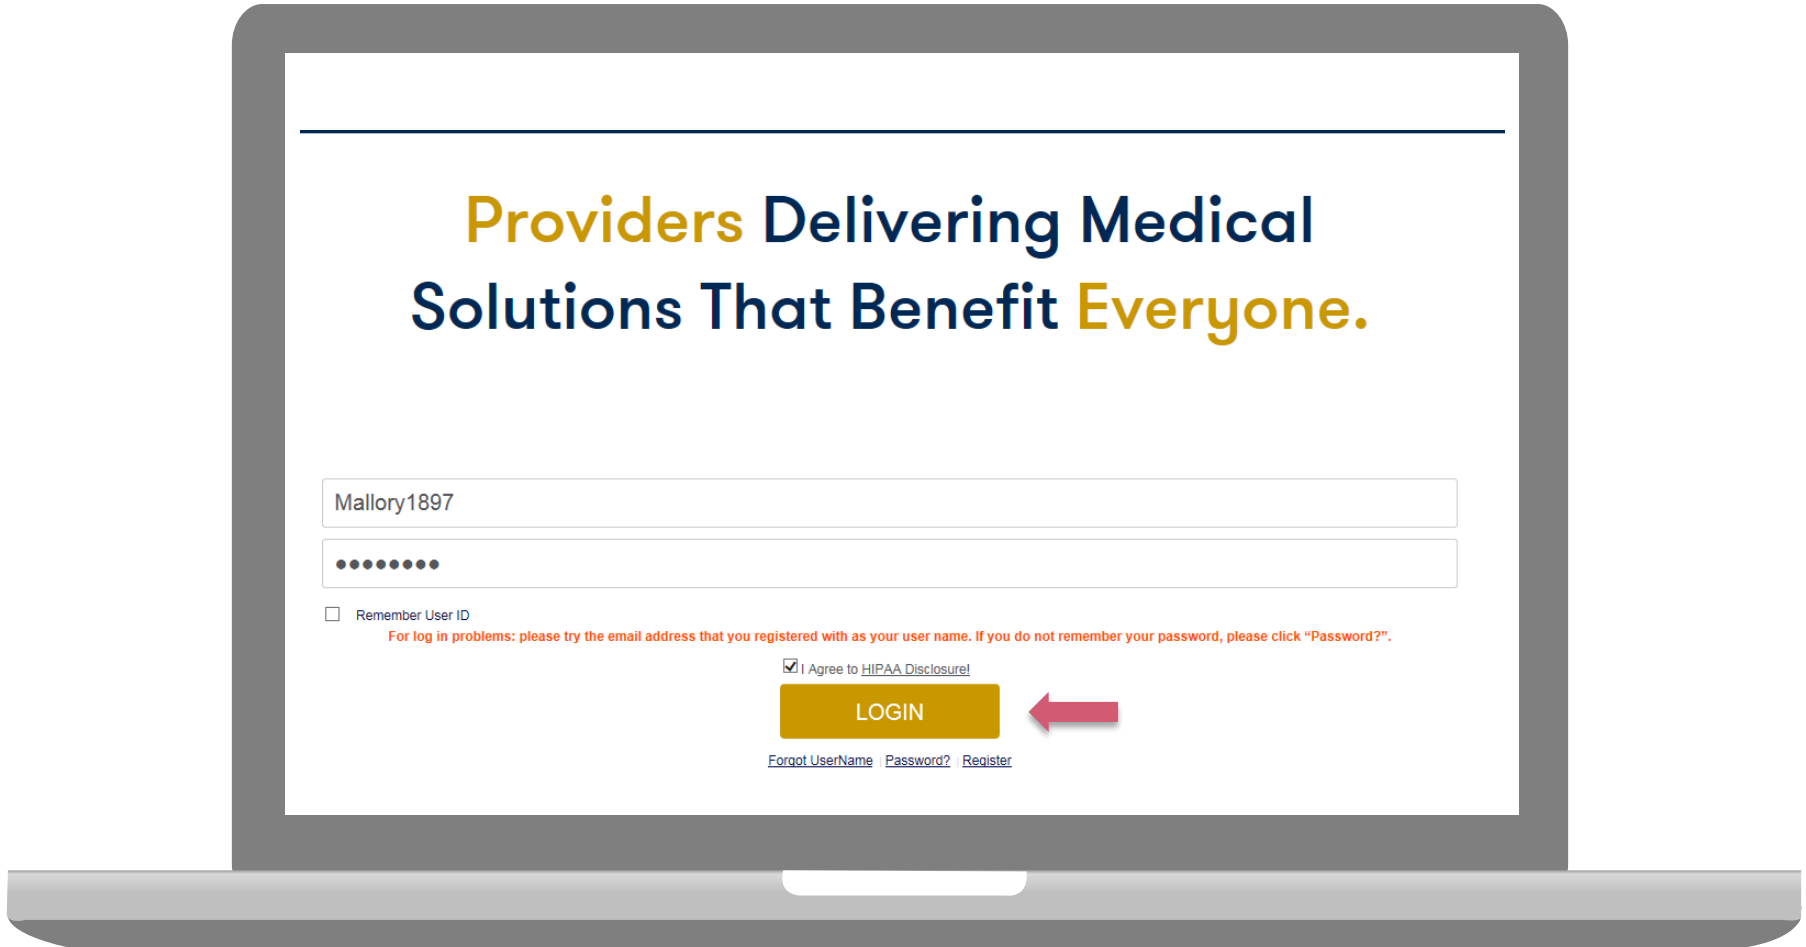 Providers Delivering Medical
Solutions That Benefit Everyone.
Mallory1897
●●●●●●●●
Remember User ID
For log in problems: please try the email address that you registered with as your user name. If you do not remember your password, please click “Password?”.
I Agree to HIPAA Disclosure!
LOGIN
Forgot UserName | Password? | Register